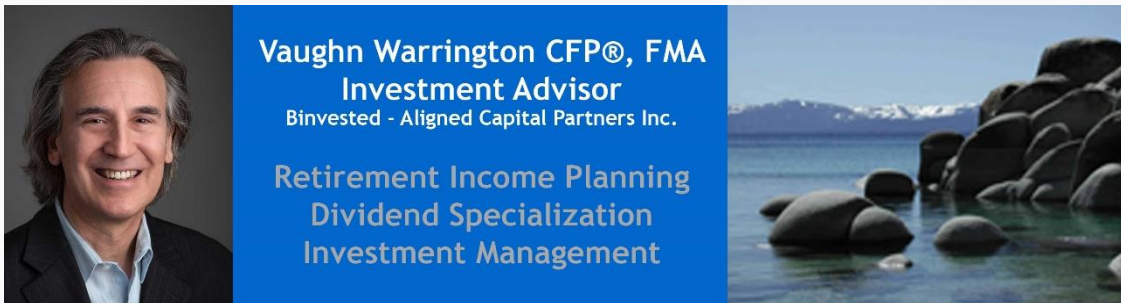 Vaughn Warrington CFP®, FMA
Investment Advisor
Binvested - Aligned Capital Partners Inc.
Retirement Income Planning
Dividend Specialization
Investment Management